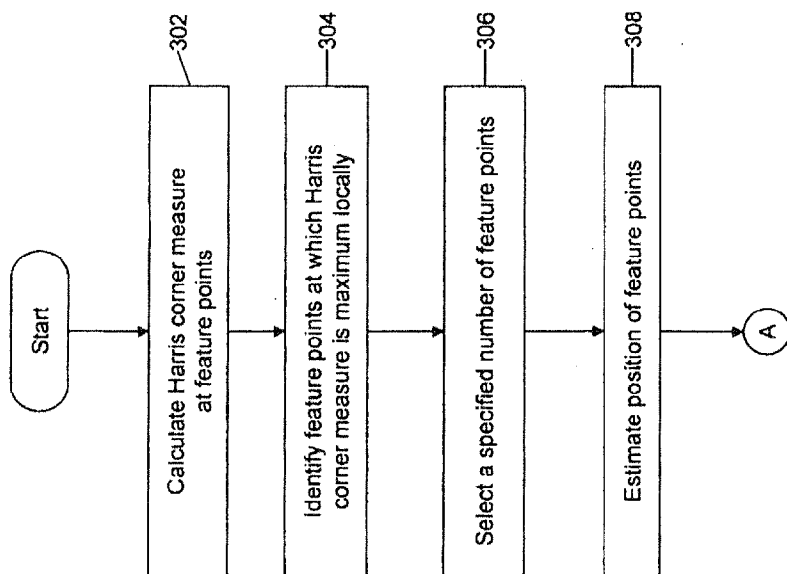 Start
Calculate Harris corner measure
at feature points
302
Identify feature points at which Harris
corner measure is maximum locally
304
Select a specified number of feature points
306
Estimate position of feature points
308
A